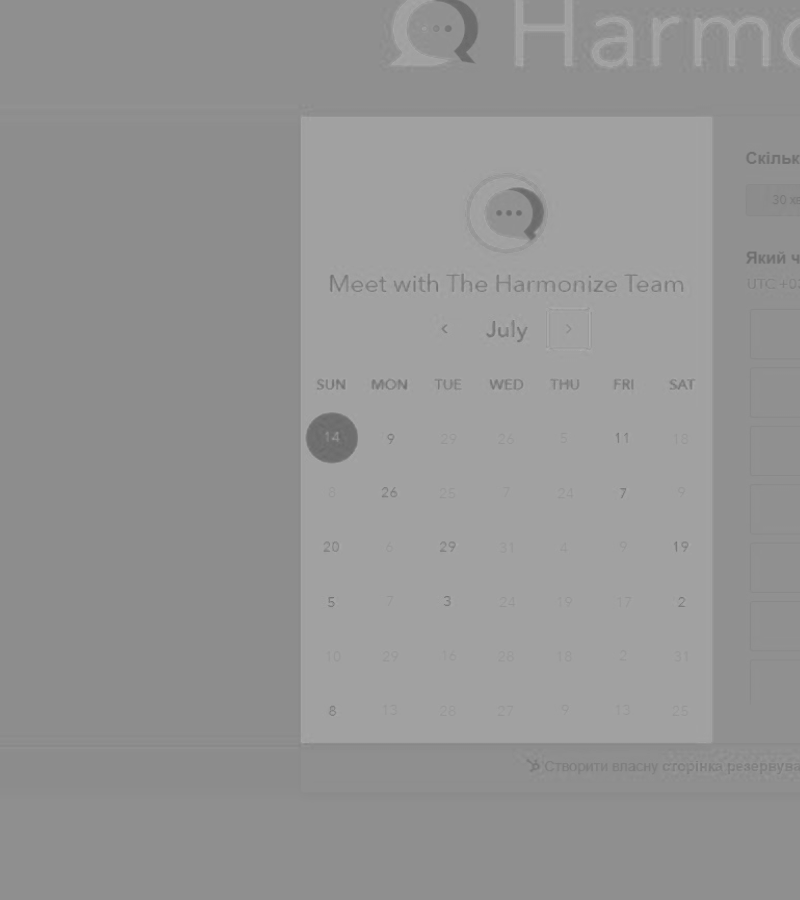 Harmo
Скільк
30 хв
Meet with The Harmonize Team
Який ч
UTC +03
July
SUN MON TUE WED THU FRI SAT
14 9 29 26 5 11 18
8 26 25 7 24 7 9
20 6 29 31 4 9 19
5 7 3 24 19 17 2
10 29 16 28 18 2 31
8 13 28 27 9 13 25
Створити власну сторінка резервува